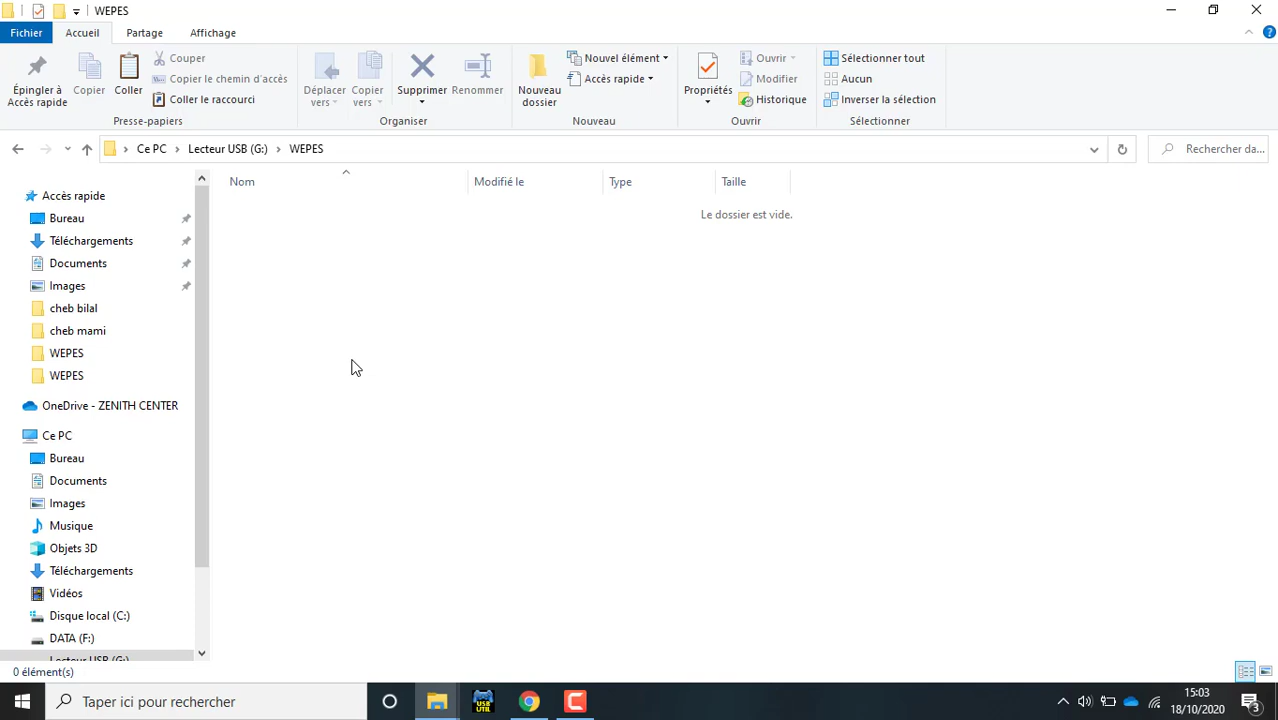 WEPES
Fichier Accueil Partage Affichage
Épingler à Accès rapide
Copier
Coller
Couper
Copier le chemin d'accès
Coller le raccourci
Presse-papiers
Déplacer vers
Copier vers
Supprimer
Renommer
Organiser
Nouveau dossier
Nouvel élément
Accès rapide
Nouveau
Propriétés
Ouvrir
Modifier
Historique
Ouvrir
Sélectionner tout
Aucun
Inverser la sélection
Sélectionner
Ce PC Lecteur USB (G:) WEPES
Rechercher da...
Nom Modifié le Type Taille
Le dossier est vide.
Accès rapide
Bureau
Téléchargements
Documents
Images
cheb bilal
cheb mami
WEPES
WEPES
OneDrive - ZENITH CENTER
Ce PC
Bureau
Documents
Images
Musique
Objets 3D
Téléchargements
Vidéos
Disque local (C:)
DATA (F:)
Lecteur USB (G:)
0 élément(s)
Taper ici pour rechercher
USB
UTIL
15:03
18/10/2020
3